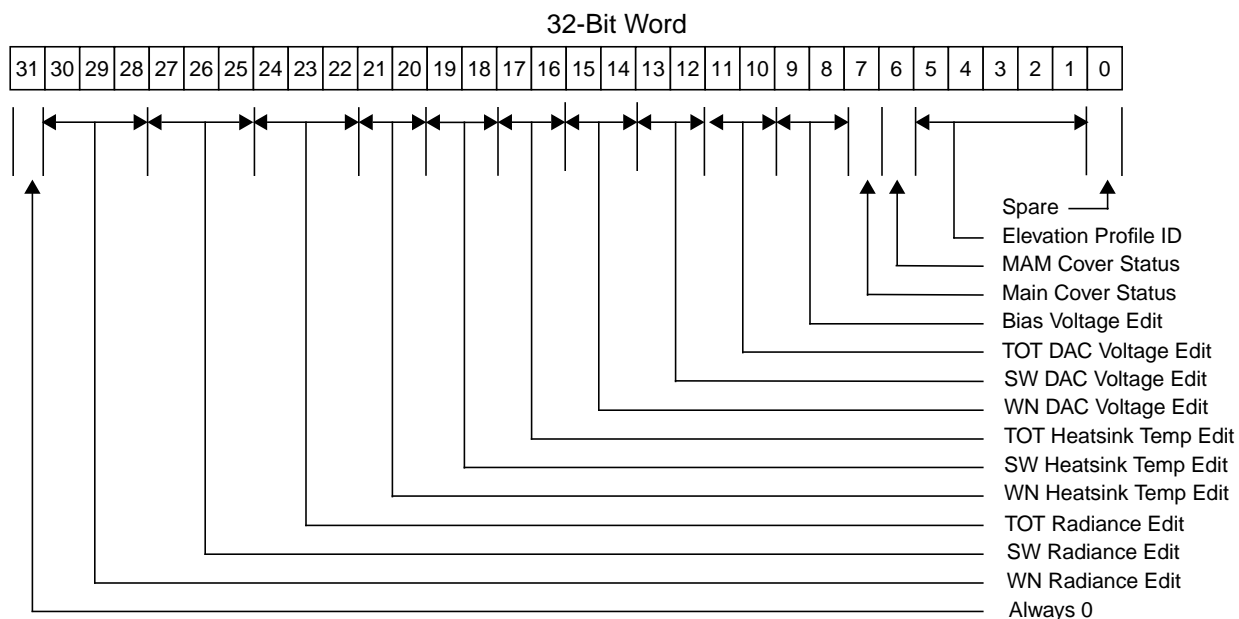 32-Bit Word
31 30 29 28 27 26 25 24 23 22 21 20 19 18 17 16 15 14 13 12 11 10 9 8 7 6 5 4 3 2 1 0
Spare
Elevation Profile ID
MAM Cover Status
Main Cover Status
Bias Voltage Edit
TOT DAC Voltage Edit
SW DAC Voltage Edit
WN DAC Voltage Edit
TOT Heatsink Temp Edit
SW Heatsink Temp Edit
WN Heatsink Temp Edit
TOT Radiance Edit
SW Radiance Edit
WN Radiance Edit
Always 0